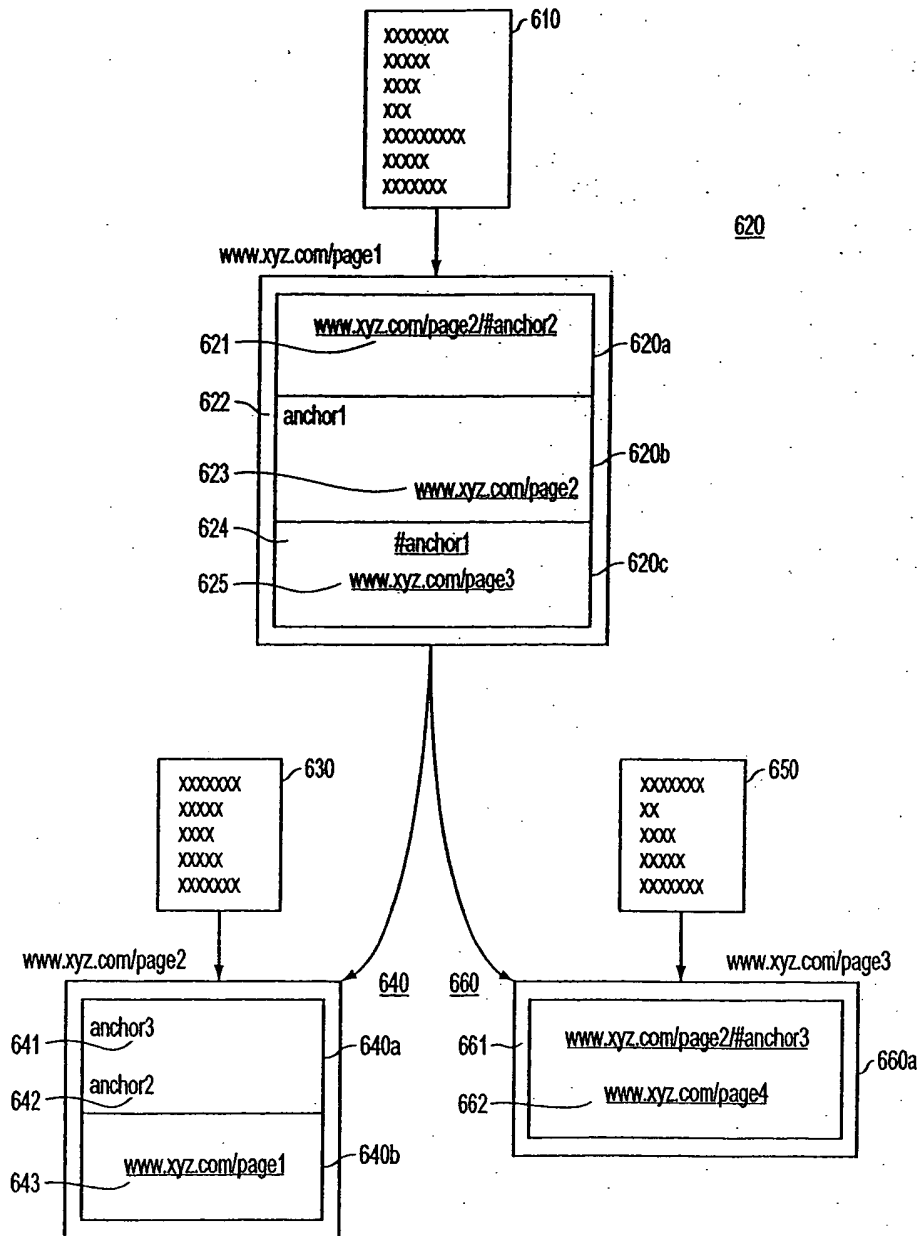 610
XXXXXXX
XXXXX
XXXX
XXX
XXXXXXXXX
XXXXX
XXXXXXX
620
www.xyz.com/page1
www.xyz.com/page2/#anchor2
621
620a
622
anchor1
620b
623
www.xyz.com/page2
624
#anchor1
620c
625
www.xyz.com/page3
630
XXXXXXX
XXXXX
XXXX
XXXXX
XXXXXXX
650
XXXXXXX
XX
XXXX
XXXXX
XXXXXXX
www.xyz.com/page2
640
660
www.xyz.com/page3
anchor3
641
640a
anchor2
642
www.xyz.com/page1
640b
643
661
www.xyz.com/page2/#anchor3
660a
662
www.xyz.com/page4